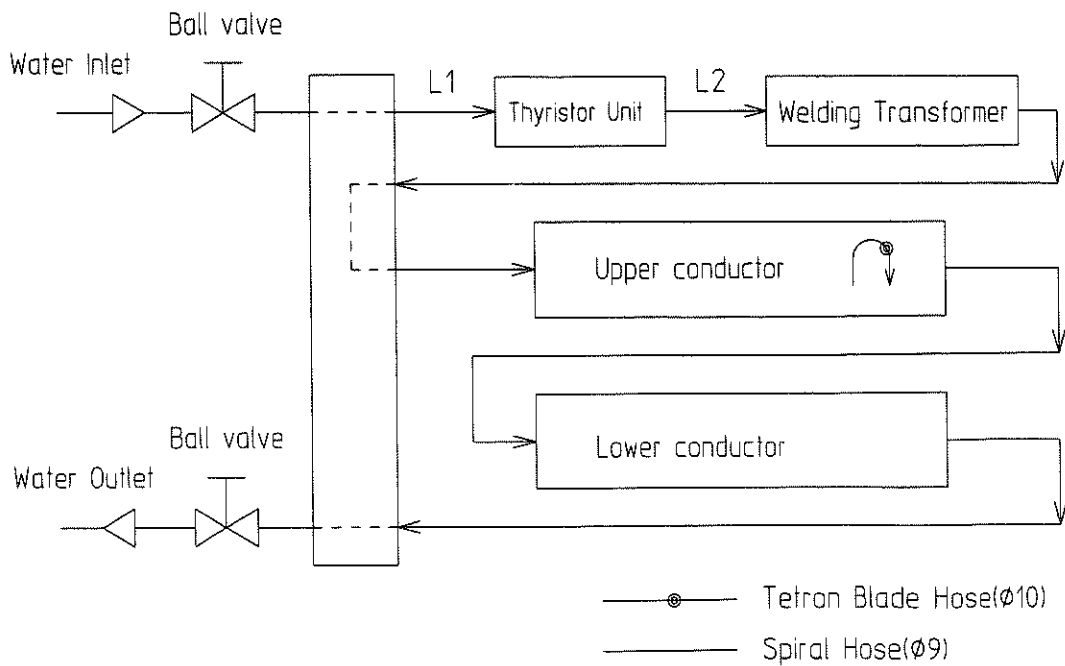 Ball valve
Water Inlet
L1
L2
Thyristor Unit
Welding Transformer
Upper conductor
Ball valve
Lower conductor
Water Outlet
Tetron Blade Hose(Ø10)
Spiral Hose(Ø9)